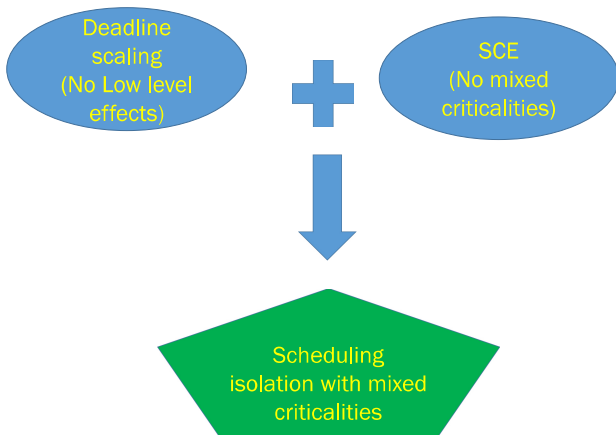 Deadline
scaling
(No Low level
effects)
SCE
(No mixed
criticalities)
Scheduling
isolation with mixed
criticalities